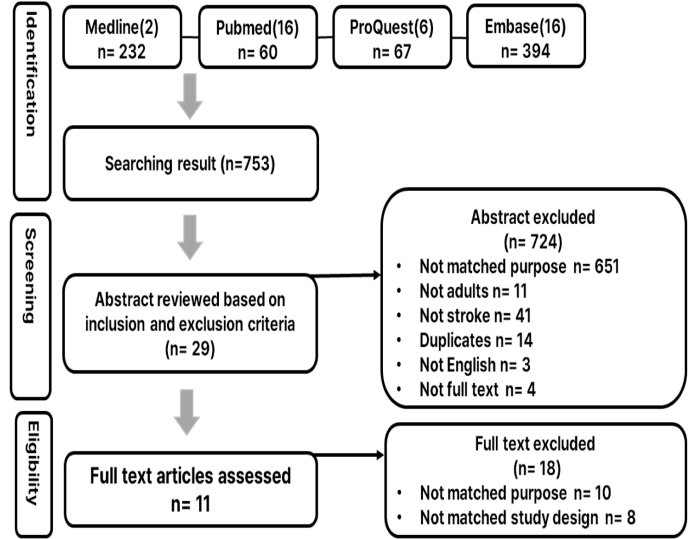 Identification
Medline(2)
n= 232
Pubmed(16)
n= 60
ProQuest(6)
n= 67
Embase(16)
n= 394
Searching result (n=753)
Screening
Abstract reviewed based on
inclusion and exclusion criteria
(n= 29)
Abstract excluded
(n= 724)
• Not matched purpose n= 651
• Not adults n= 11
• Not stroke n= 41
• Duplicates n= 14
• Not English n= 3
• Not full text n= 4
Eligibility
Full text articles assessed
n= 11
Full text excluded
(n= 18)
• Not matched purpose n= 10
• Not matched study design n= 8